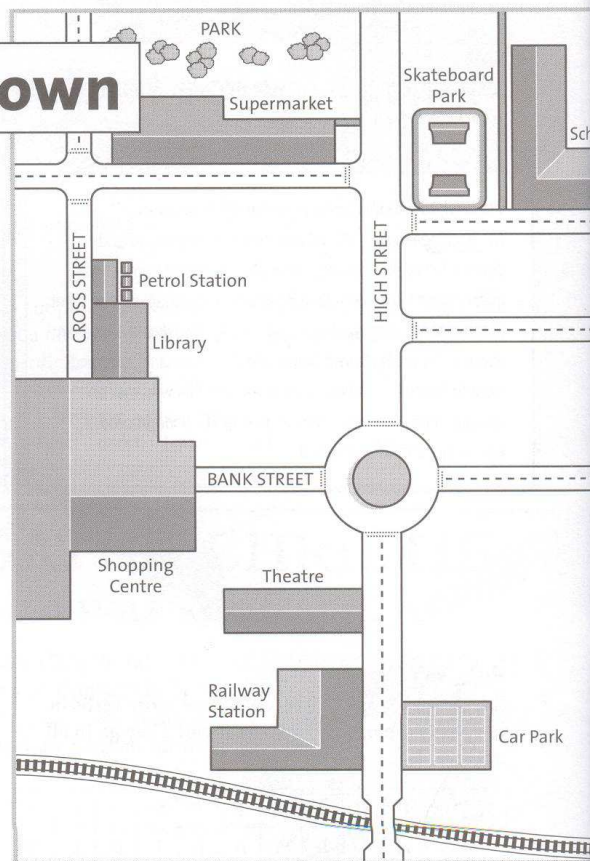 PARK
own
Supermarket
Skateboard
Park
Sch
CROSS STREET
HIGH STREET
Petrol Station
Library
BANK STREET
Shopping
Centre
Theatre
Railway
Station
Car Park